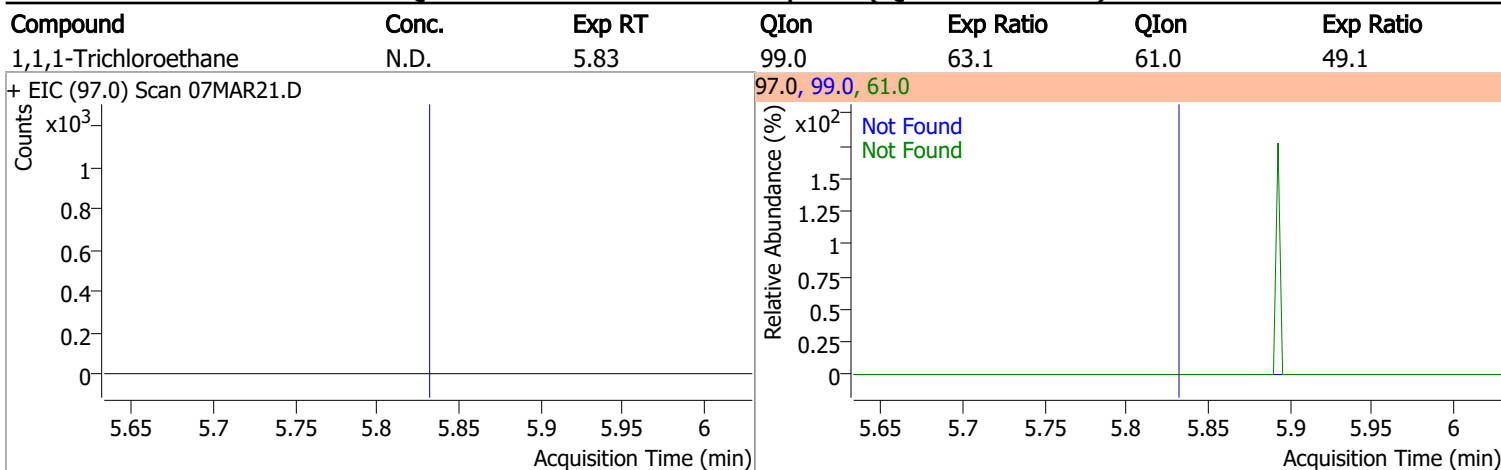 Compound Conc. Exp RT QIon Exp Ratio QIon Exp Ratio
1,1,1-Trichloroethane N.D. 5.83 99.0 63.1 61.0 49.1
+ EIC (97.0) Scan 07MAR21.D
Counts
x10³
1
0.8
0.6
0.4
0.2
0
5.65 5.7 5.75 5.8 5.85 5.9 5.95 6
Acquisition Time (min)
97.0, 99.0, 61.0
Relative Abundance (%)
x10²
Not Found
Not Found
1.5
1.25
1
0.75
0.5
0.25
0
5.65 5.7 5.75 5.8 5.85 5.9 5.95 6
Acquisition Time (min)